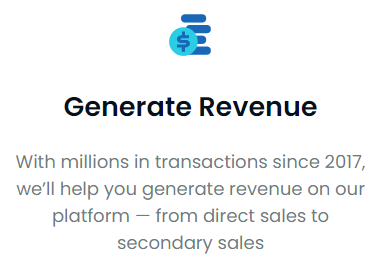 $
Generate Revenue
With millions in transactions since 2017,
we’ll help you generate revenue on our
platform — from direct sales to
secondary sales